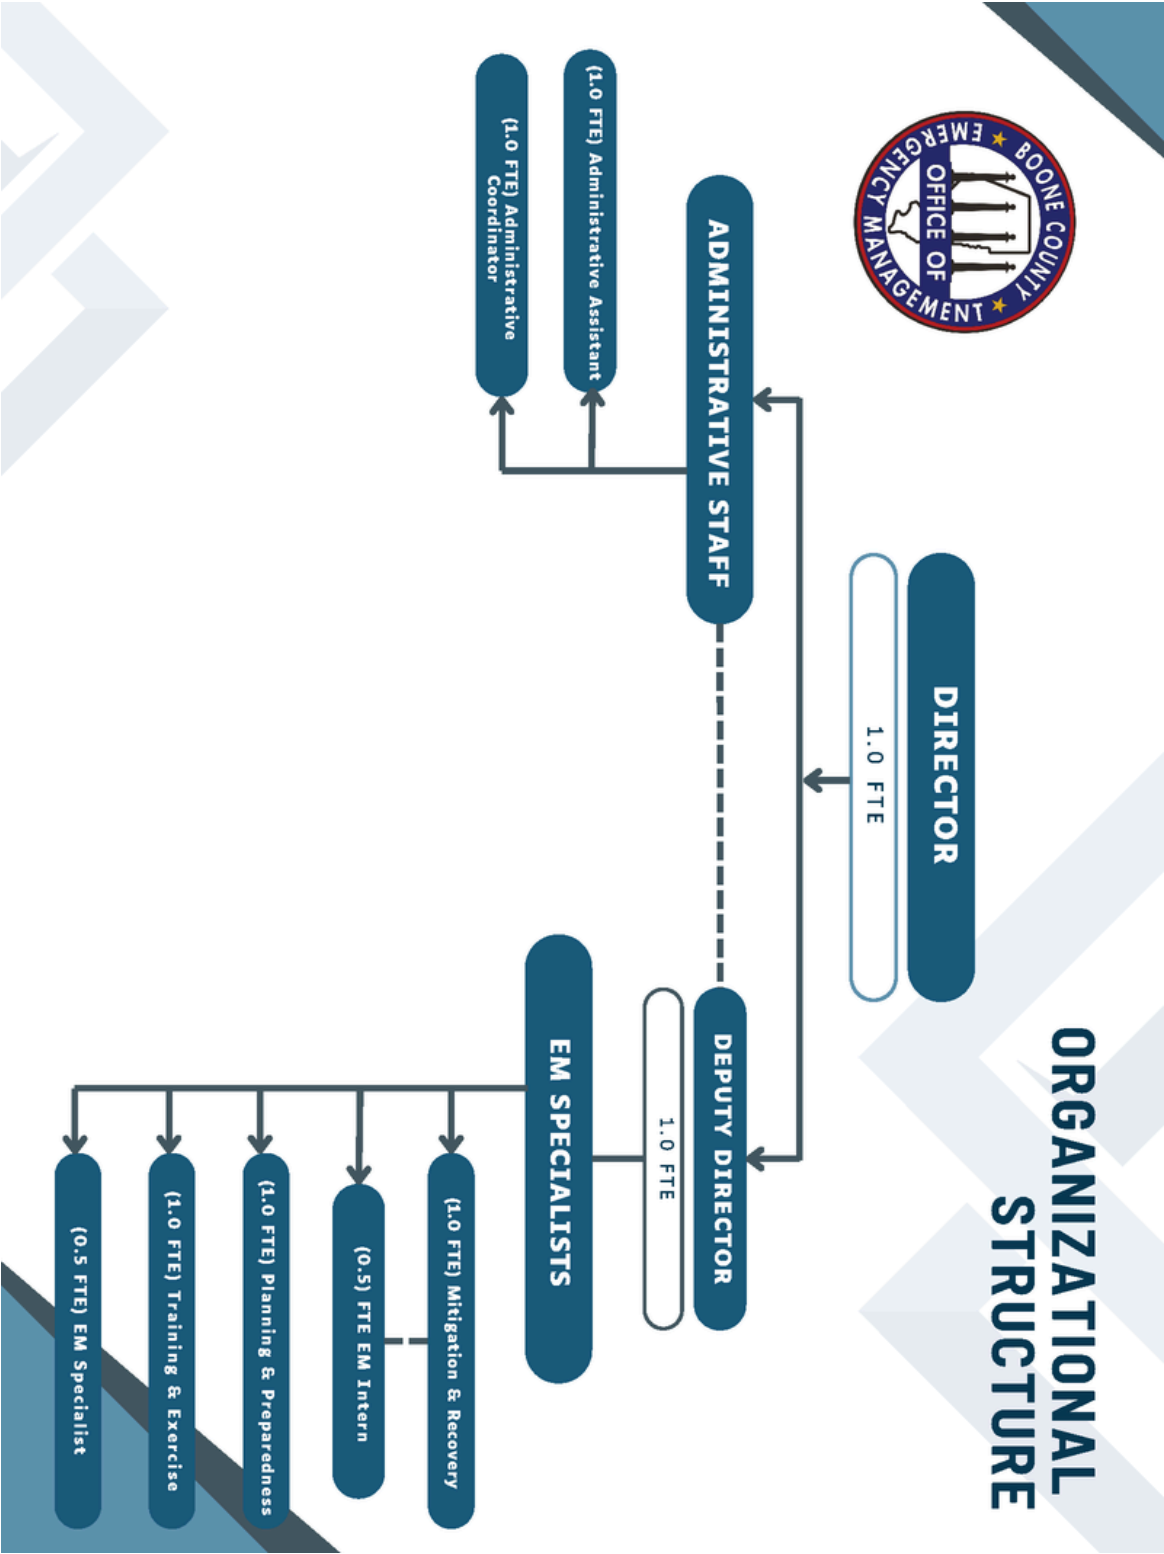 ORGANIZATIONAL
STRUCTURE
BOONE COUNTY
OFFICE OF
EMERGENCY MANAGEMENT
DIRECTOR
1.0 FTE
ADMINISTRATIVE STAFF
DEPUTY DIRECTOR
1.0 FTE
(1.0 FTE) Administrative Assistant
(1.0 FTE) Administrative
Coordinator
EM SPECIALISTS
(1.0 FTE) Mitigation & Recovery
(0.5) FTE EM Intern
(1.0 FTE) Planning & Preparedness
(1.0 FTE) Training & Exercise
(0.5 FTE) EM Specialist